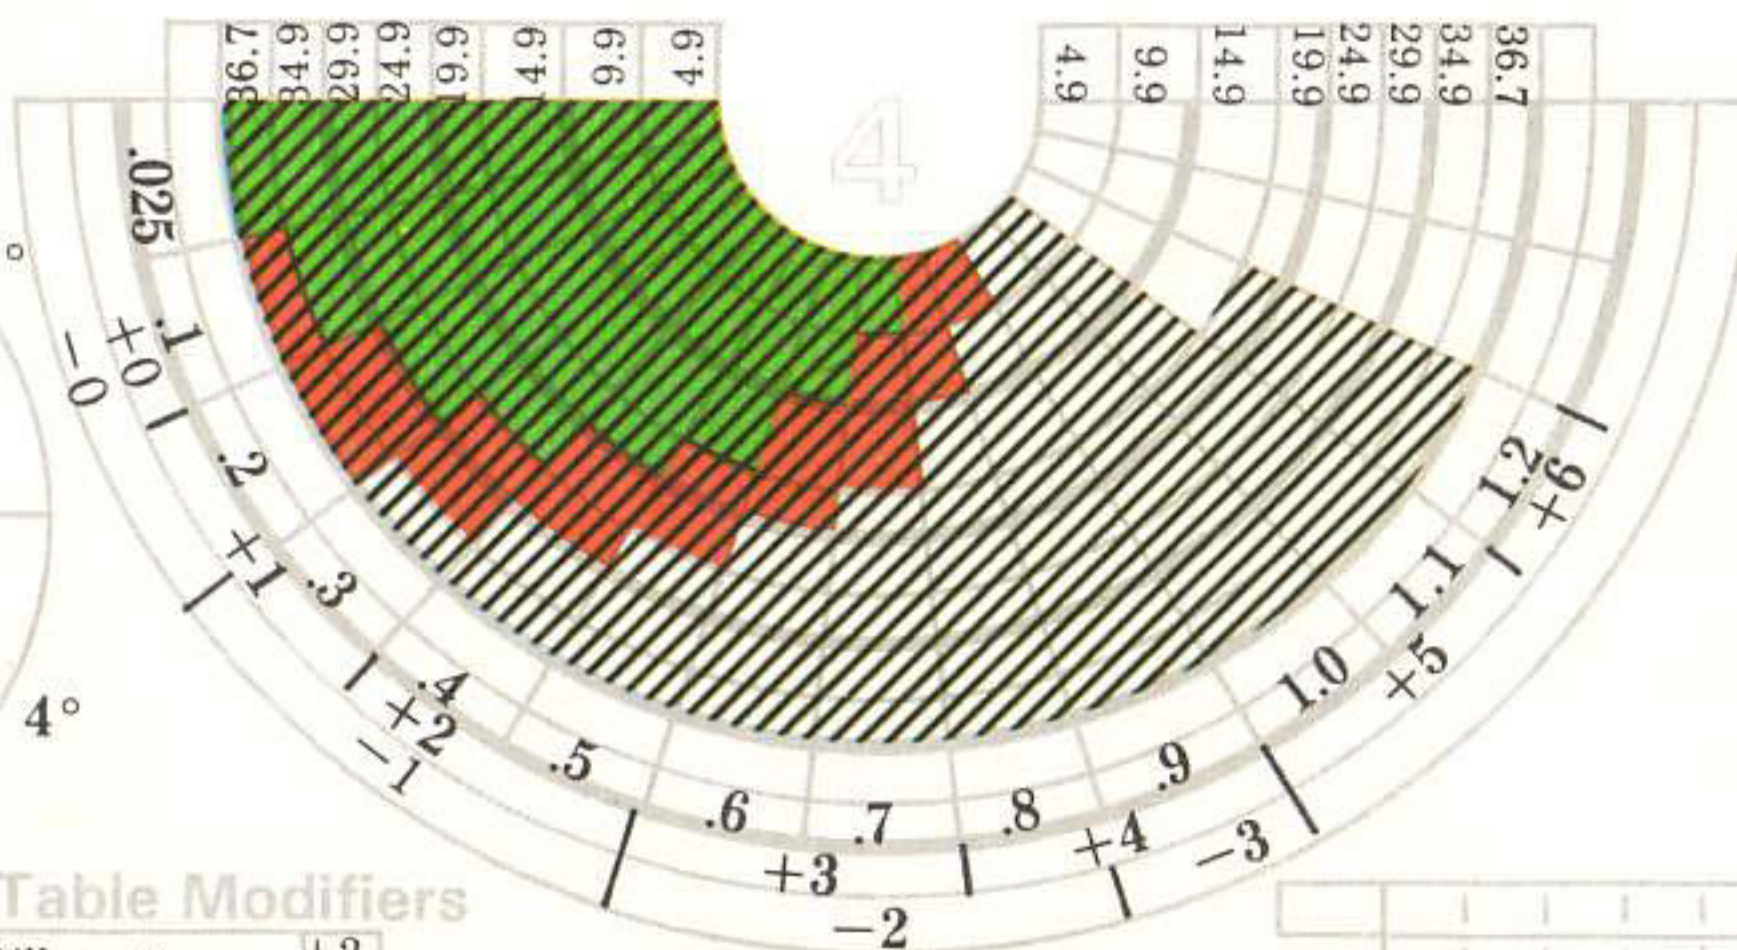 36.7 34.9 29.9 24.9 19.9 14.9 9.9 4.9
4.9 9.9 14.9 19.9 24.9 29.9 34.9 36.7
4
.025 .1 .2 .3 .4 .5 .6 .7 .8 .9 1.0 1.1 1.2
+0 +1 +2 +3 +4 +5 +6
-0 -1 -2 -3
°
4°
Table Modifiers